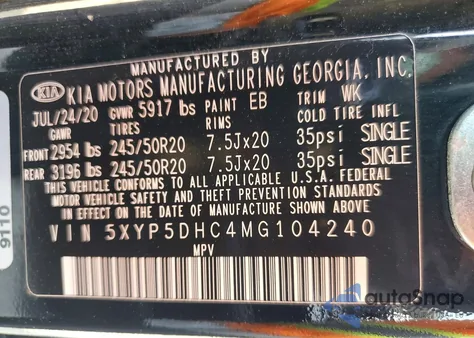 MANUFACTURED BY
KIA KIA MOTORS MANUFACTURING GEORGIA, INC.
JUL/24/20 GVWR 5917 lbs PAINT EB TRIM WK
GAWR TIRES RIMS COLD TIRE INFL
FRONT 2954 lbs 245/50R20 7.5Jx20 35psi SINGLE
REAR 3196 lbs 245/50R20 7.5Jx20 35psi SINGLE
THIS VEHICLE CONFORMS TO ALL APPLICABLE U.S.A FEDERAL
MOTOR VEHICLE SAFETY AND THEFT PREVENTION STANDARDS
IN EFFECT ON THE DATE OF MANUFACTURE SHOWN ABOVE
VIN 5XYP5DHC4MG104240
MPV
9110
autoSnap